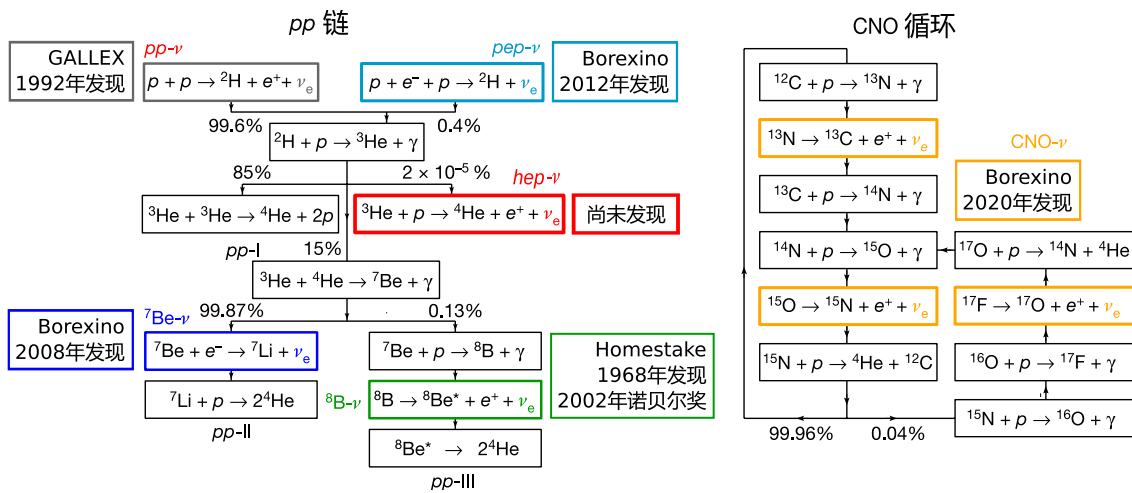 pp 链
GALLEX
1992年发现
pp-ν
p + p → ²H + e⁺ + νₑ
pep-ν
p + e⁻ + p → ²H + νₑ
Borexino
2012年发现
99.6%
0.4%
²H + p → ³He + γ
85%
2 × 10⁻⁵ %
hep-ν
³He + ³He → ⁴He + 2p
³He + p → ⁴He + e⁺ + νₑ
尚未发现
pp-I
15%
³He + ⁴He → ⁷Be + γ
99.87%
0.13%
Borexino
2008年发现
⁷Be-ν
⁷Be + e⁻ → ⁷Li + νₑ
⁷Be + p → ⁸B + γ
Homestake
1968年发现
2002年诺贝尔奖
⁷Li + p → 2⁴He
⁸B-ν
⁸B → ⁸Be* + e⁺ + νₑ
pp-II
⁸Be* → 2⁴He
pp-III
CNO 循环
¹²C + p → ¹³N + γ
¹³N → ¹³C + e⁺ + νₑ
CNO-ν
Borexino
2020年发现
¹³C + p → ¹⁴N + γ
¹⁴N + p → ¹⁵O + γ
¹⁷O + p → ¹⁴N + ⁴He
¹⁵O → ¹⁵N + e⁺ + νₑ
¹⁷F → ¹⁷O + e⁺ + νₑ
¹⁵N + p → ⁴He + ¹²C
¹⁶O + p → ¹⁷F + γ
99.96%
0.04%
¹⁵N + p → ¹⁶O + γ